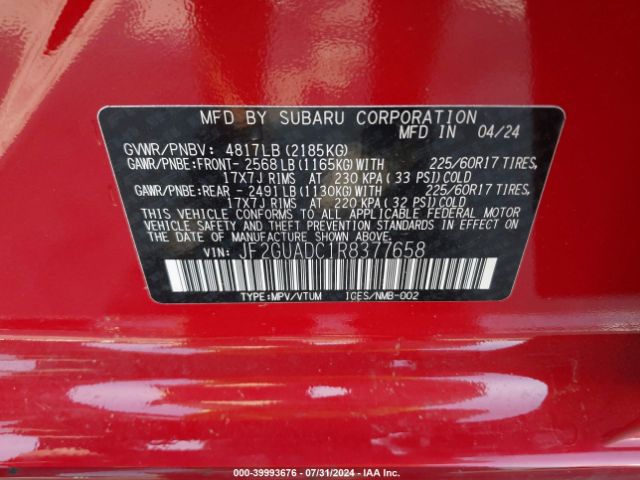 MFD BY SUBARU CORPORATION
MFD IN 04/24
GVWR/PNBV: 4817LB (2185KG)
GAWR/PNBE: FRONT- 2568LB (1165KG) WITH 225/60R17 TIRES,
17X7J RIMS AT 230 KPA (33 PSI) COLD
GAWR/PNBE: REAR - 2491LB (1130KG) WITH 225/60R17 TIRES,
17X7J RIMS AT 220 KPA (32 PSI) COLD
THIS VEHICLE CONFORMS TO ALL APPLICABLE FEDERAL MOTOR
VEHICLE SAFETY AND THEFT PREVENTION STANDARDS
IN EFFECT ON THE DATE OF MANUFACTURE SHOWN ABOVE.
VIN: JF2GUADC1R8377658
TYPE:MPV/VTUM ICES/NMB-002
000-39993676 - 07/31/2024 - IAA Inc.